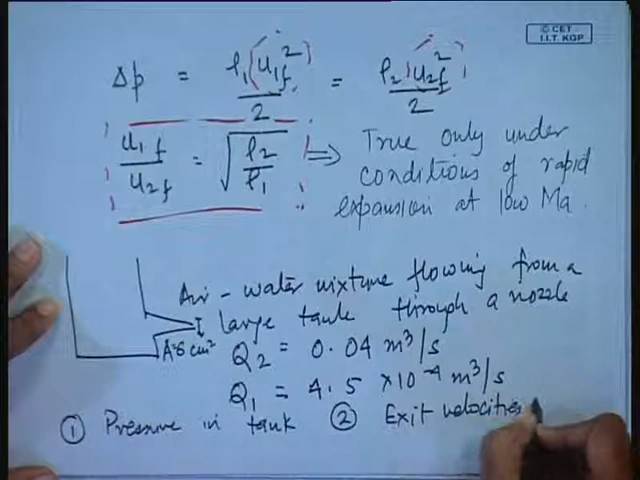 © CET
I.I.T. KGP
Δp = ρ₁(u₁f²)/2 = ρ₂(u₂f²)/2
u₁f/u₂f = √(ρ₂/ρ₁) ⇒ True only under
conditions of rapid
expansion at low Ma.
Air-water mixture flowing from a
large tank through a nozzle
A=5 cm²
Q₂ = 0.04 m³/s
Q₁ = 4.5 ×10⁻⁴ m³/s
① Pressure in tank ② Exit velocities